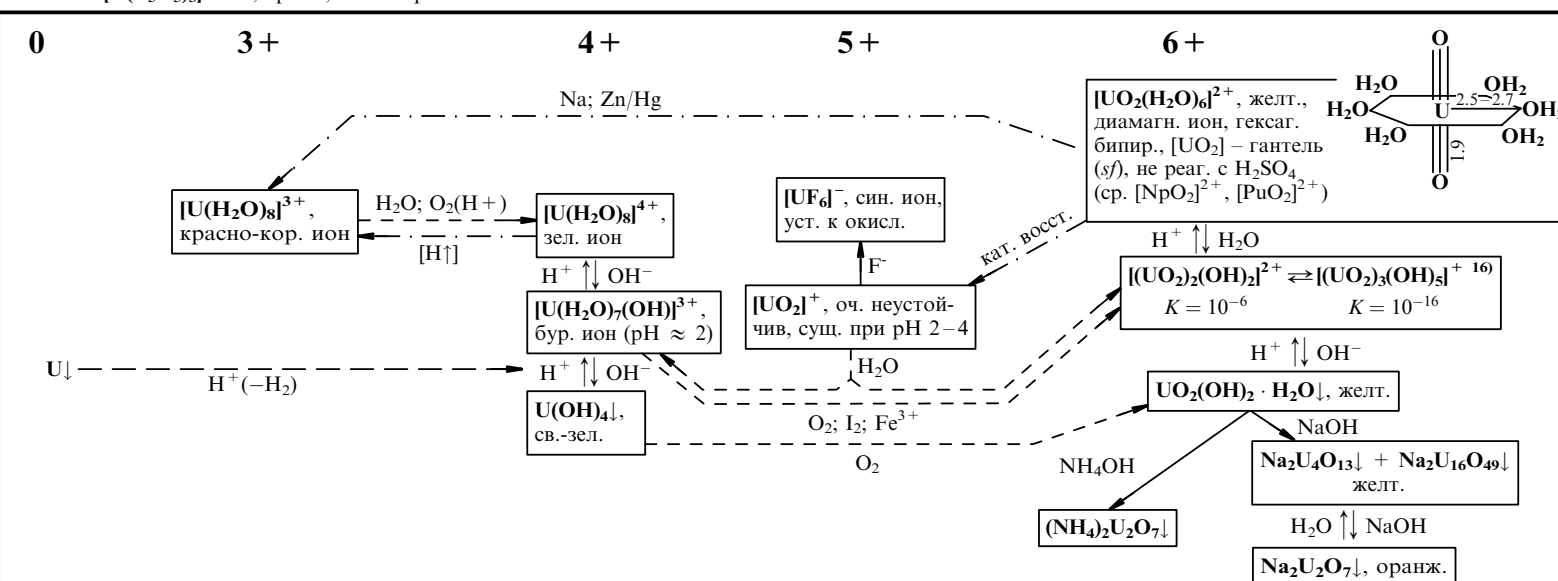 0 3+ 4+ 5+ 6+
Na; Zn/Hg
[UO₂(H₂O)₆]²⁺, желт.,
диамагн. ион, гексаг.
бипир., [UO₂] – гантель
(sf), не реаг. с H₂SO₄
(ср. [NpO₂]²⁺, [PuO₂]²⁺)
O
H₂O OH₂
H₂O U 2.5–2.7 OH₂
H₂O OH₂
1.9
O
[U(H₂O)₈]³⁺,
красно-кор. ион
H₂O; O₂(H+)
[H↑]
[U(H₂O)₈]⁴⁺,
зел. ион
[UF₆]⁻, син. ион,
уст. к окисл.
F-
кат. восст.
H⁺ ⇅ OH⁻
H⁺ ⇅ H₂O
[U(H₂O)₇(OH)]³⁺,
бур. ион (pH ≈ 2)
[UO₂]⁺, оч. неустой-
чив, сущ. при pH 2–4
[(UO₂)₂(OH)₂]²⁺ ⇄ [(UO₂)₃(OH)₅]⁺ ¹⁶⁾
K = 10⁻⁶ K = 10⁻¹⁶
H₂O
U↓
H⁺(–H₂)
H⁺ ⇅ OH⁻
H⁺ ⇅ OH⁻
U(OH)₄↓,
св.-зел.
O₂; I₂; Fe³⁺
O₂
UO₂(OH)₂ · H₂O↓, желт.
NH₄OH
NaOH
(NH₄)₂U₂O₇↓
Na₂U₄O₁₃↓ + Na₂U₁₆O₄₉↓
желт.
H₂O ⇅ NaOH
Na₂U₂O₇↓, оранж.